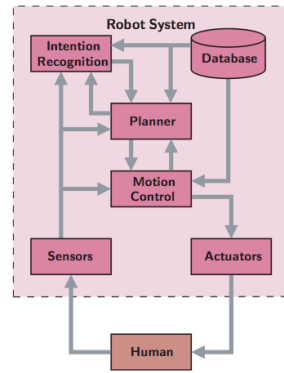 Robot System
Intention
Recognition
Database
Planner
Motion
Control
Sensors
Actuators
Human